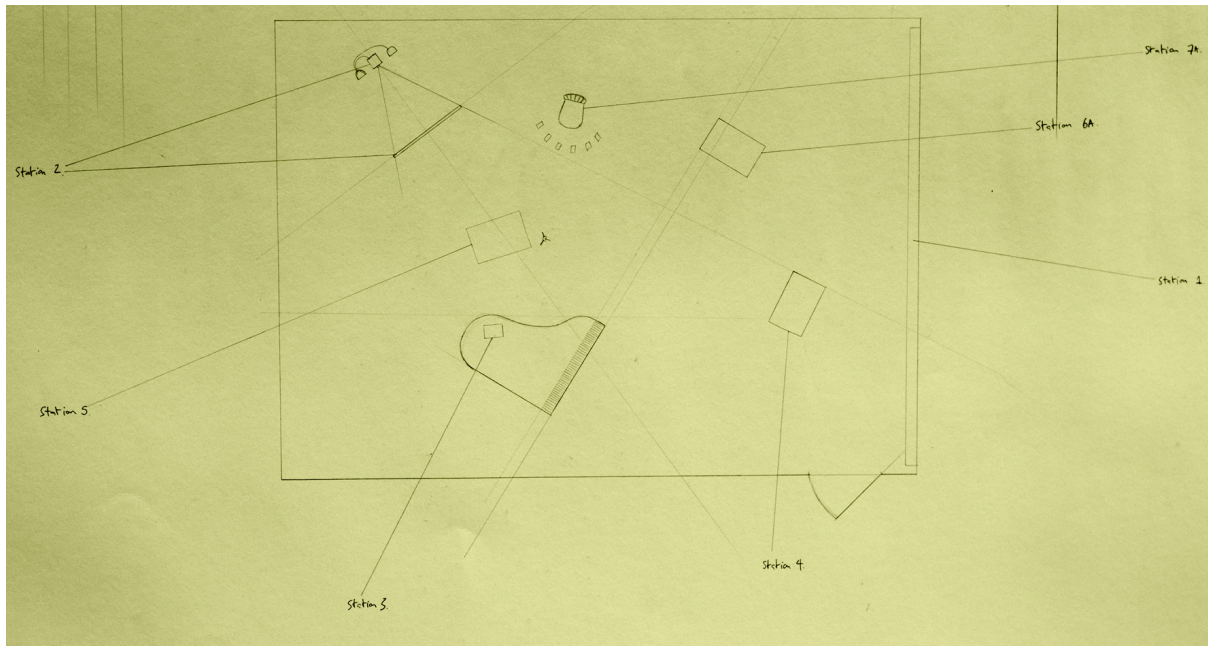 Station 7A.
Station 6A.
Station 2.
Station 1
Station 5.
Station 4.
Station 3.